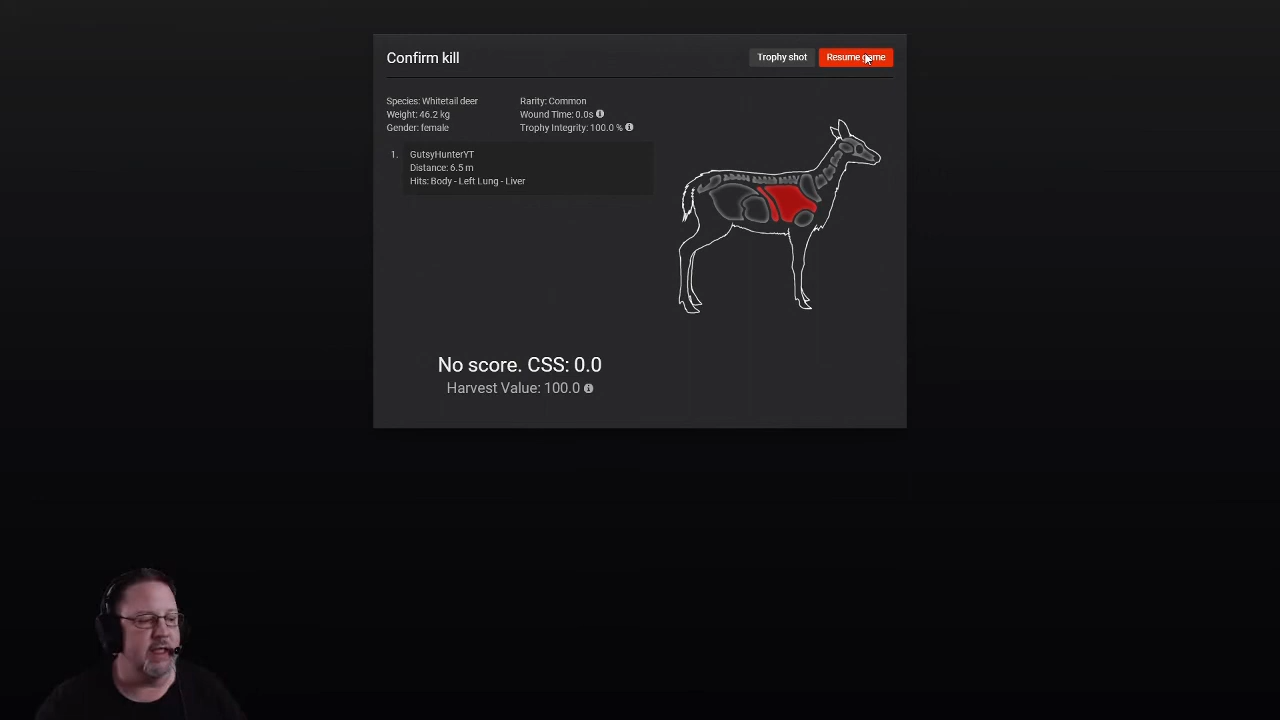 Confirm kill
Trophy shot
Resume game
Species: Whitetail deer
Weight: 46.2 kg
Gender: female
Rarity: Common
Wound Time: 0.0s
Trophy Integrity: 100.0 %
1. GutsyHunterYT
Distance: 6.5 m
Hits: Body - Left Lung - Liver
No score. CSS: 0.0
Harvest Value: 100.0